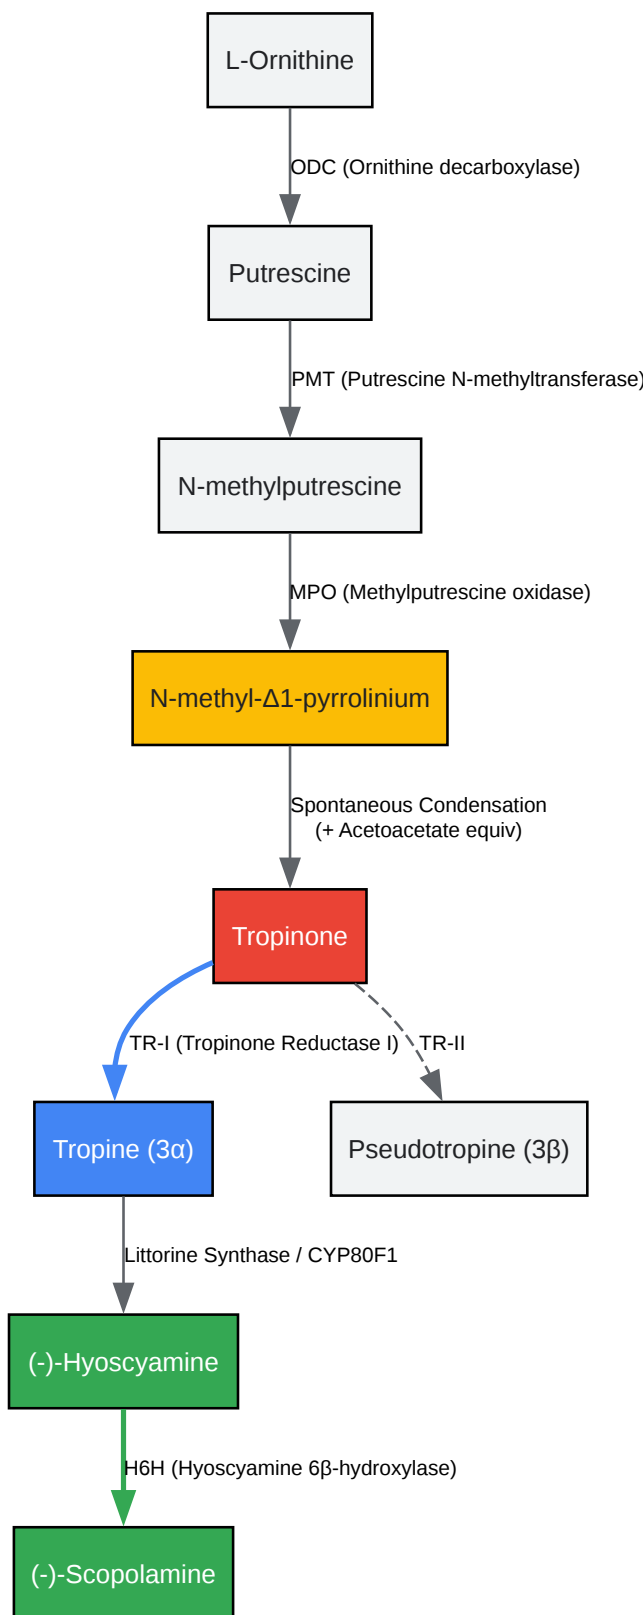 L-Ornithine
ODC (Ornithine decarboxylase)
Putrescine
PMT (Putrescine N-methyltransferase)
N-methylputrescine
MPO (Methylputrescine oxidase)
N-methyl-Δ1-pyrrolinium
Spontaneous Condensation
(+ Acetoacetate equiv)
Tropinone
TR-I (Tropinone Reductase I)
TR-II
Tropine (3α)
Pseudotropine (3β)
Littorine Synthase / CYP80F1
(-)-Hyoscyamine
H6H (Hyoscyamine 6β-hydroxylase)
(-)-Scopolamine